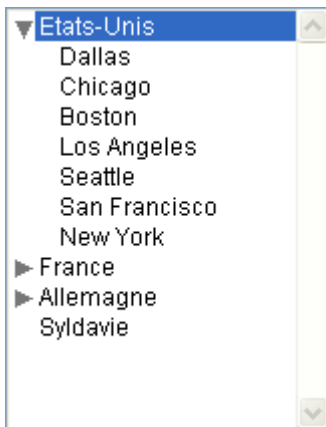 Etats-Unis
Dallas
Chicago
Boston
Los Angeles
Seattle
San Francisco
New York
France
Allemagne
Syldavie